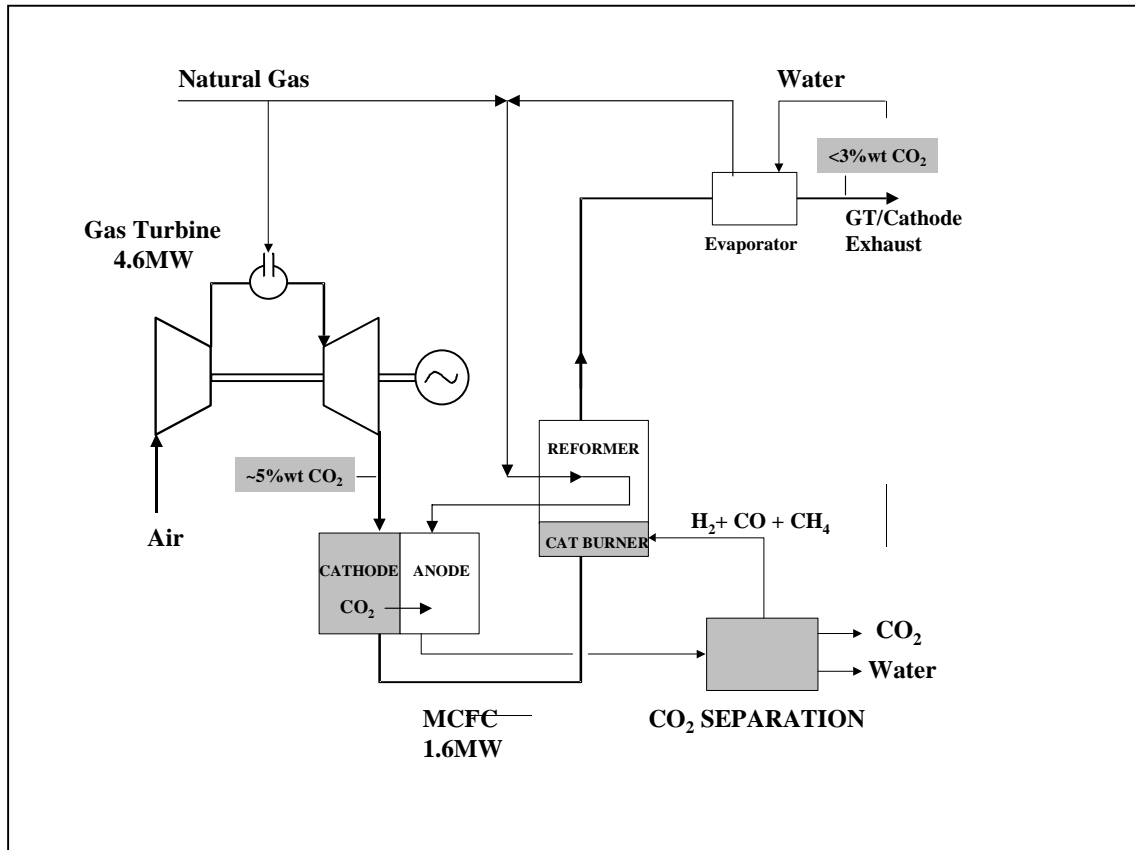 Natural Gas
Water
<3%wt CO₂
Gas Turbine
4.6MW
GT/Cathode
Exhaust
Evaporator
REFORMER
~5%wt CO₂
H₂+ CO + CH₄
Air
CAT BURNER
CATHODE
ANODE
CO₂
CO₂
Water
MCFC
1.6MW
CO₂ SEPARATION